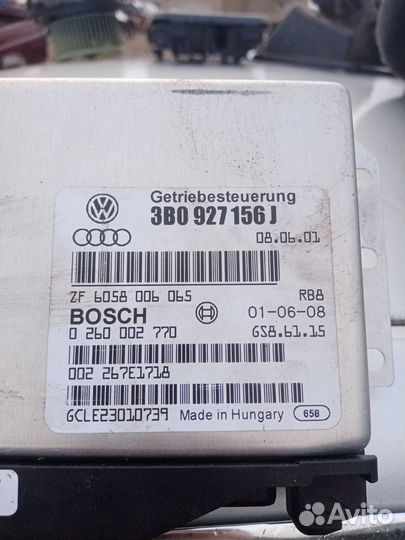 Getriebesteuerung
3B0 927 156 J
08.06.01
ZF 6058 006 065 RB8
BOSCH 01-06-08
0 260 002 770 GS8.61.15
002 267E1718
GCLE23010739 Made in Hungary 658
Avito